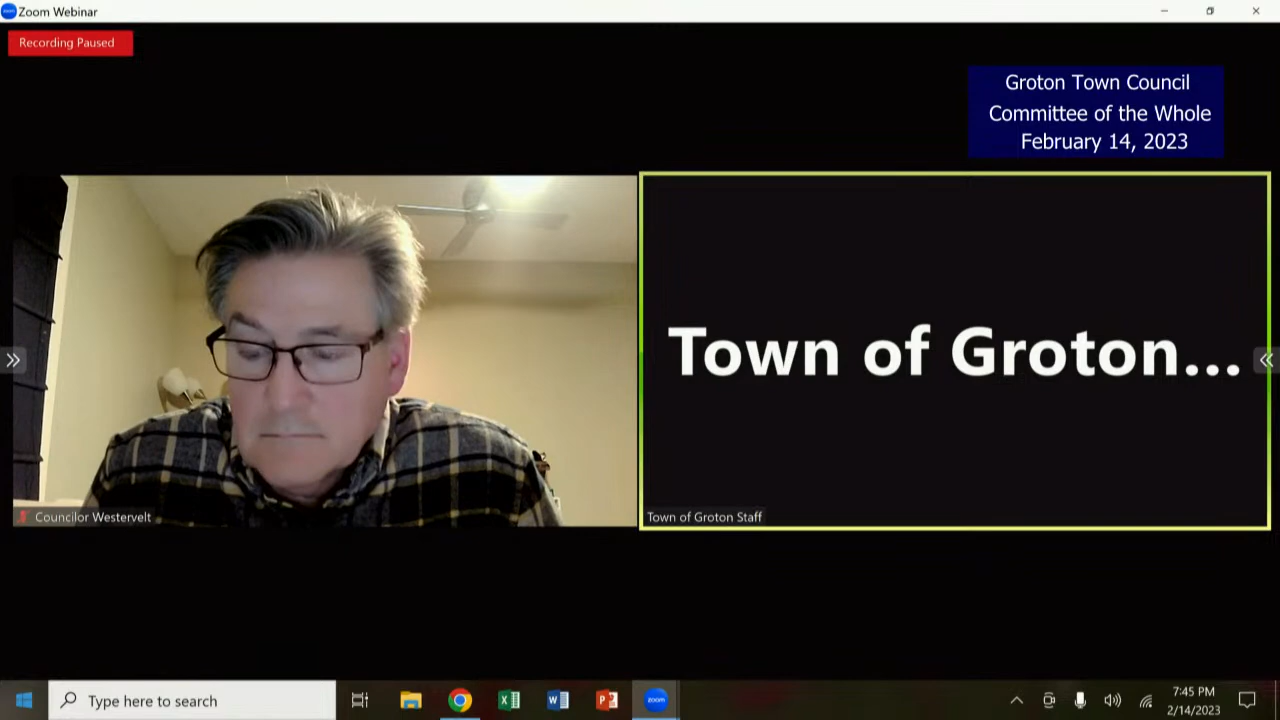 Zoom Webinar
Recording Paused
Groton Town Council
Committee of the Whole
February 14, 2023
Town of Groton...
Councilor Westervelt
Town of Groton Staff
Type here to search
zoom
7:45 PM
2/14/2023